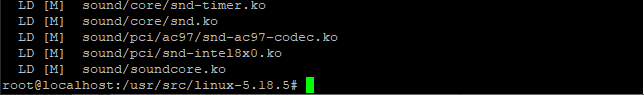 LD [M]  sound/core/snd-timer.ko
LD [M]  sound/core/snd.ko
LD [M]  sound/pci/ac97/snd-ac97-codec.ko
LD [M]  sound/pci/snd-intel8x0.ko
LD [M]  sound/soundcore.ko
root@localhost:/usr/src/linux-5.18.5#